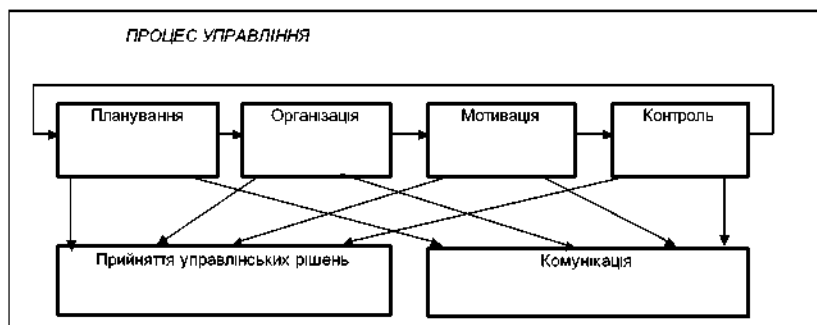 ПРОЦЕС УПРАВЛІННЯ
Планування
Організація
Мотивація
Контроль
Прийняття управлінських рішень
Комунікація